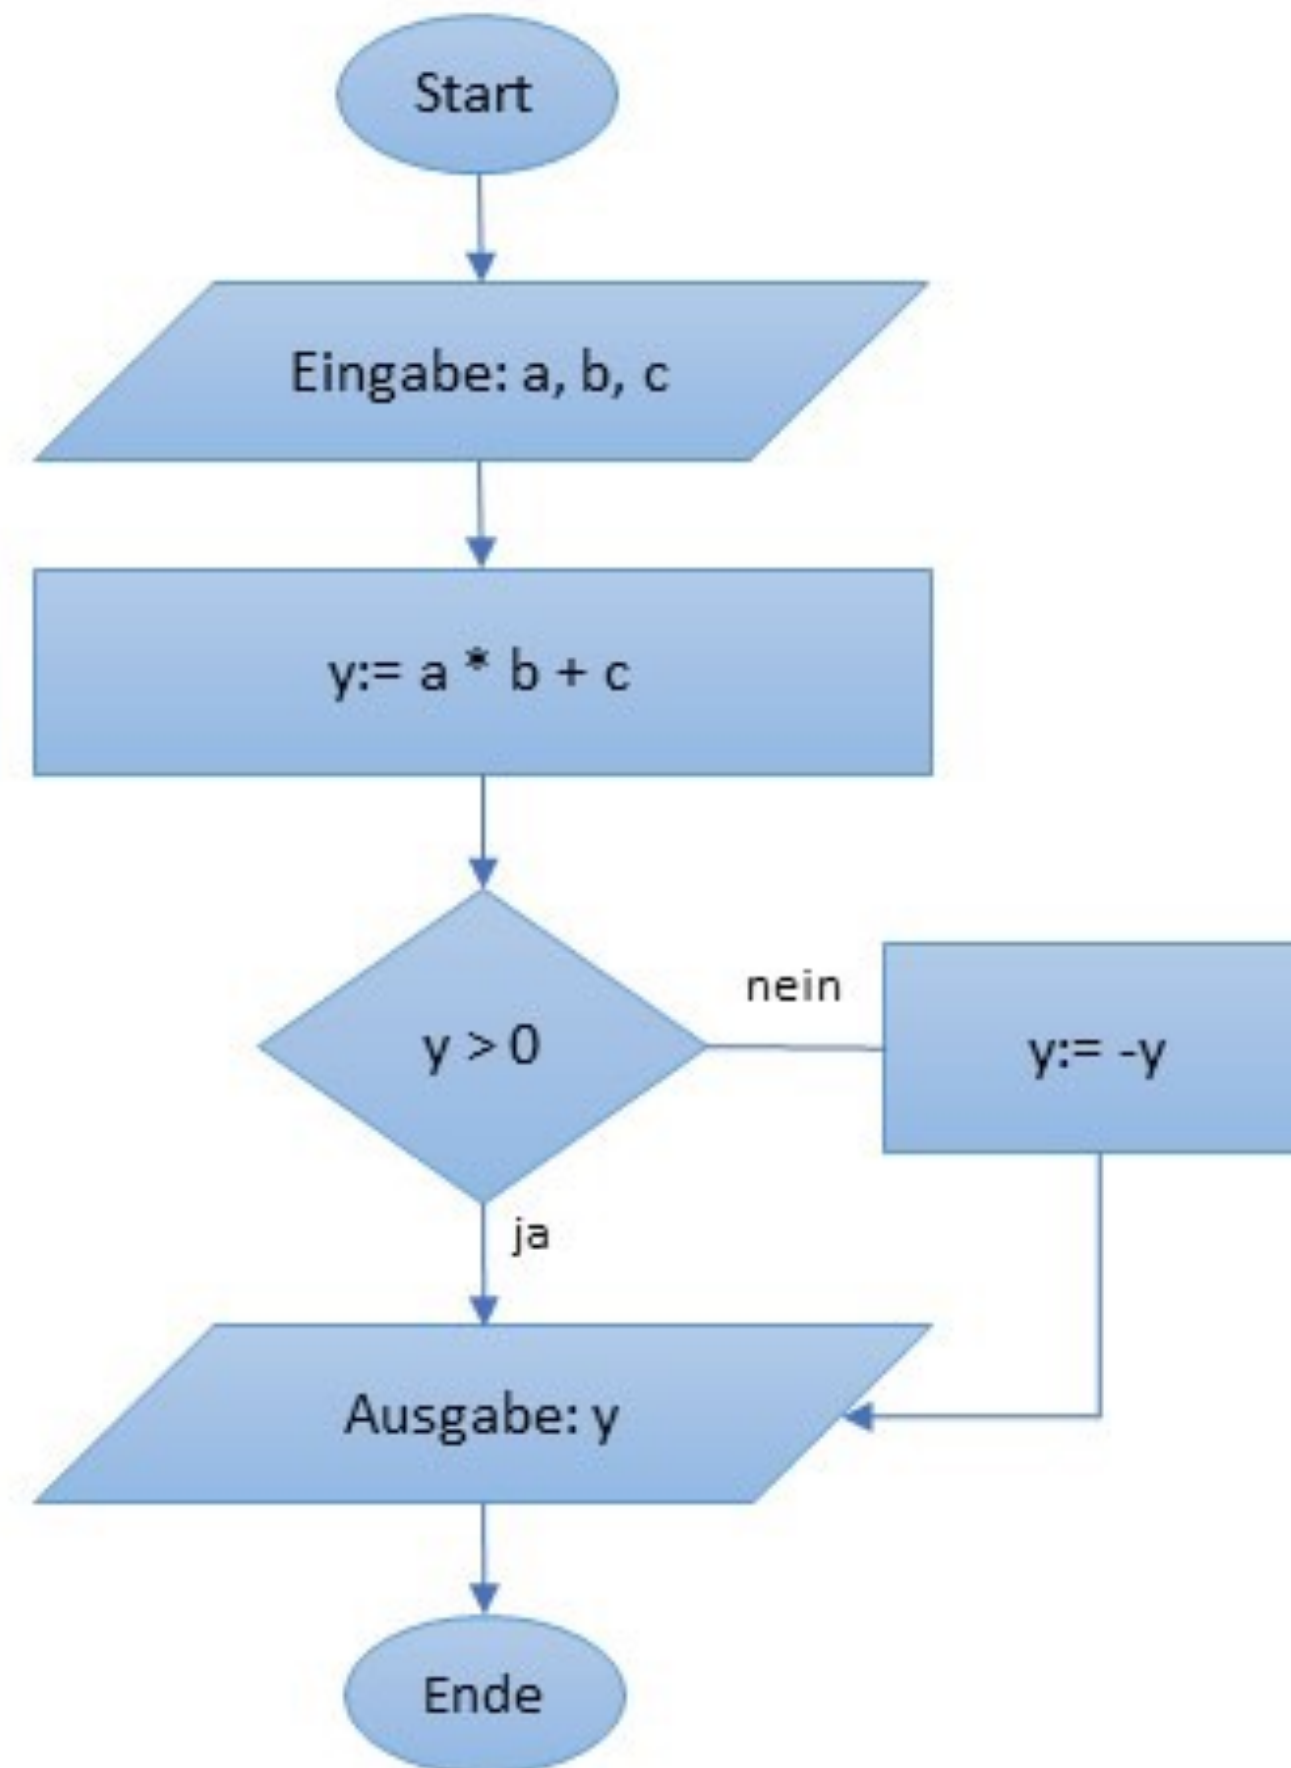 Start
Eingabe: a, b, c
y:= a * b + c
y > 0
nein
y:= -y
ja
Ausgabe: y
Ende